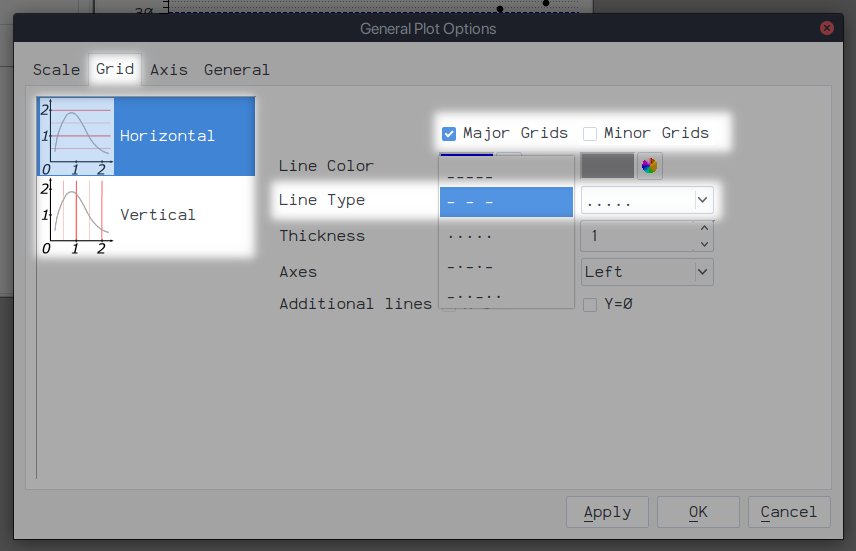 30
General Plot Options
Scale Grid Axis General
2
1
0 1 2
Horizontal
2
1
0 1 2
Vertical
Major Grids Minor Grids
Line Color
Line Type
Thickness 1
Axes Left
Additional lines Y=0
Apply OK Cancel